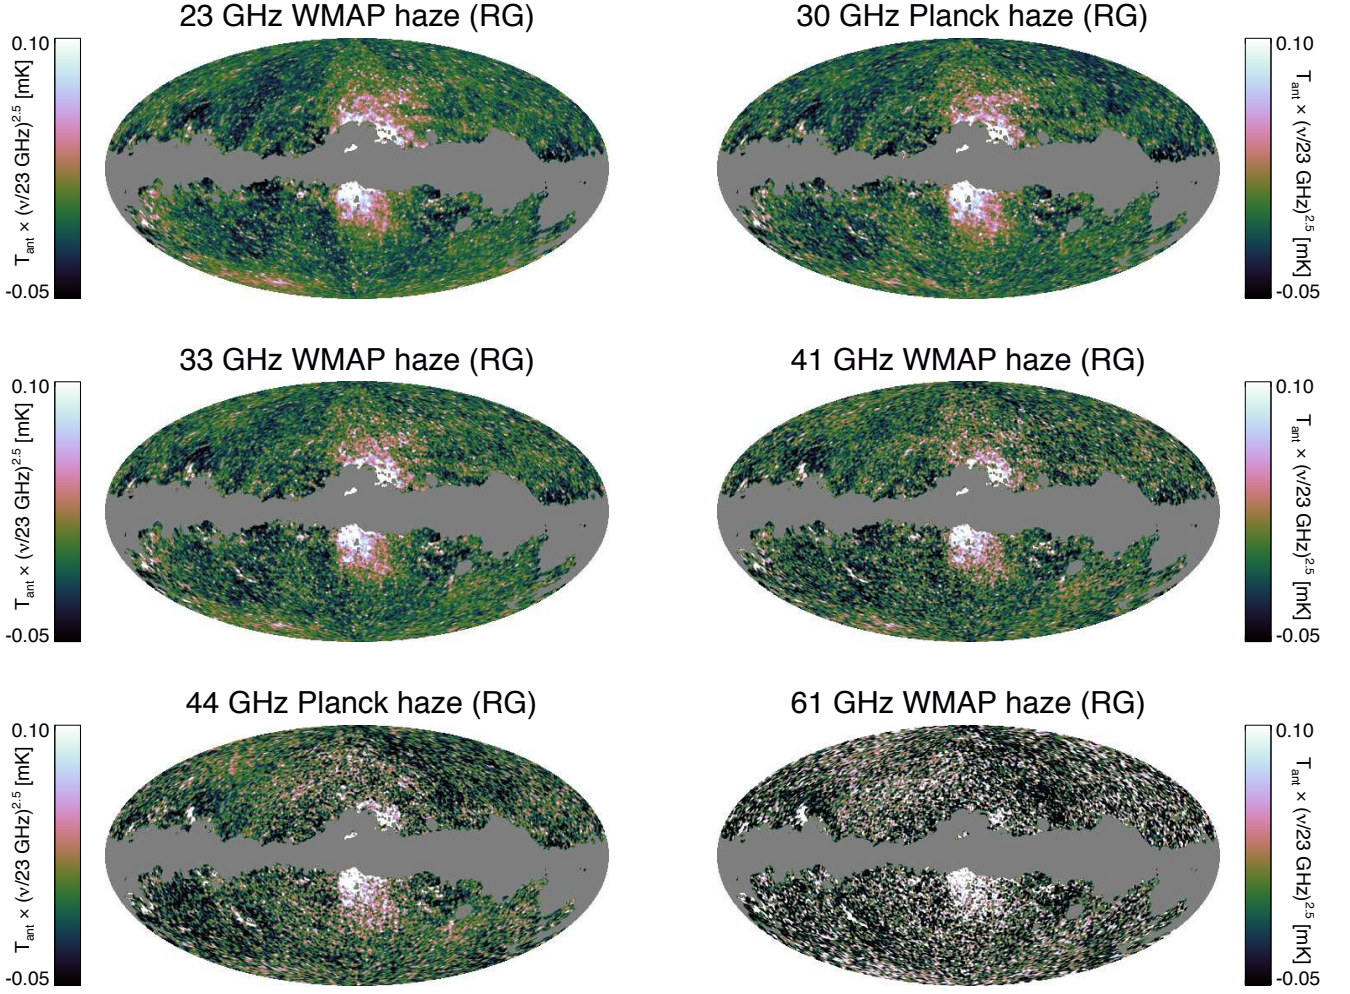 23 GHz WMAP haze (RG)
30 GHz Planck haze (RG)
0.10
T_ant × (ν/23 GHz)^2.5 [mK]
-0.05
0.10
T_ant × (ν/23 GHz)^2.5 [mK]
-0.05
33 GHz WMAP haze (RG)
41 GHz WMAP haze (RG)
0.10
T_ant × (ν/23 GHz)^2.5 [mK]
-0.05
0.10
T_ant × (ν/23 GHz)^2.5 [mK]
-0.05
44 GHz Planck haze (RG)
61 GHz WMAP haze (RG)
0.10
T_ant × (ν/23 GHz)^2.5 [mK]
-0.05
0.10
T_ant × (ν/23 GHz)^2.5 [mK]
-0.05